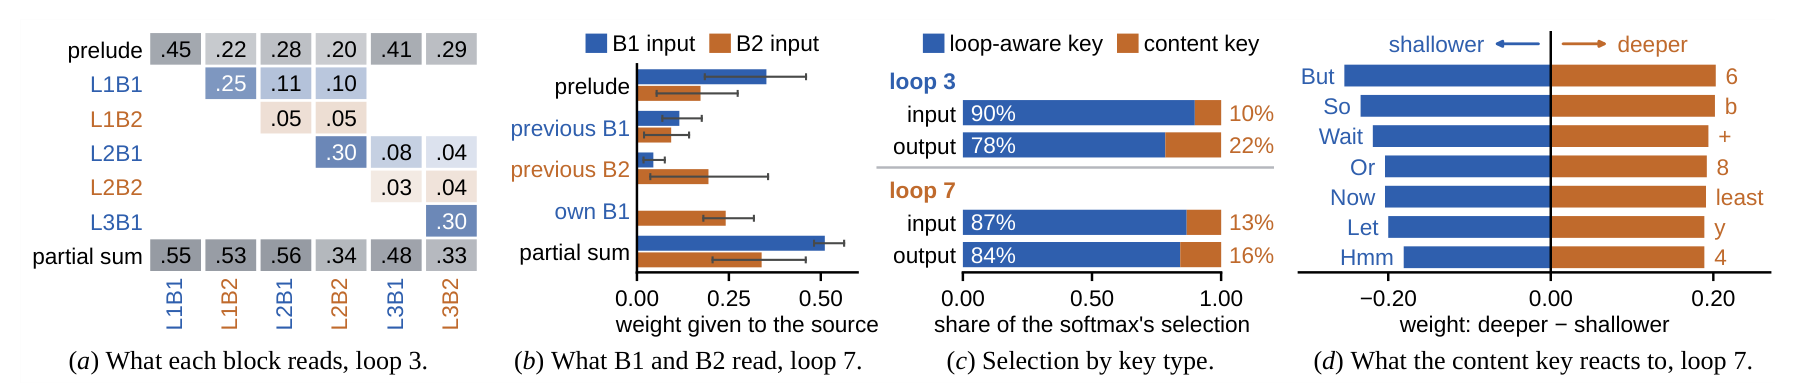 prelude .45 .22 .28 .20 .41 .29
L1B1 .25 .11 .10
L1B2 .05 .05
L2B1 .30 .08 .04
L2B2 .03 .04
L3B1 .30
partial sum .55 .53 .56 .34 .48 .33
L1B1 L1B2 L2B1 L2B2 L3B1 L3B2
(a) What each block reads, loop 3.
B1 input B2 input
prelude
previous B1
previous B2
own B1
partial sum
0.00 0.25 0.50
weight given to the source
(b) What B1 and B2 read, loop 7.
loop-aware key content key
loop 3
input 90% 10%
output 78% 22%
loop 7
input 87% 13%
output 84% 16%
0.00 0.50 1.00
share of the softmax's selection
(c) Selection by key type.
shallower deeper
But 6
So b
Wait +
Or 8
Now least
Let y
Hmm 4
−0.20 0.00 0.20
weight: deeper − shallower
(d) What the content key reacts to, loop 7.